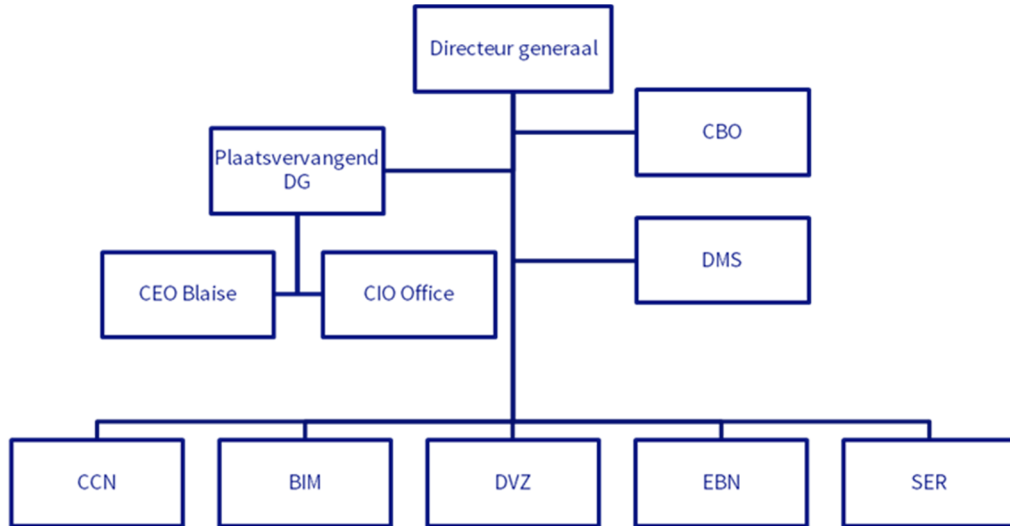 Directeur generaal
CBO
Plaatsvervangend
DG
DMS
CEO Blaise
CIO Office
CCN
BIM
DVZ
EBN
SER